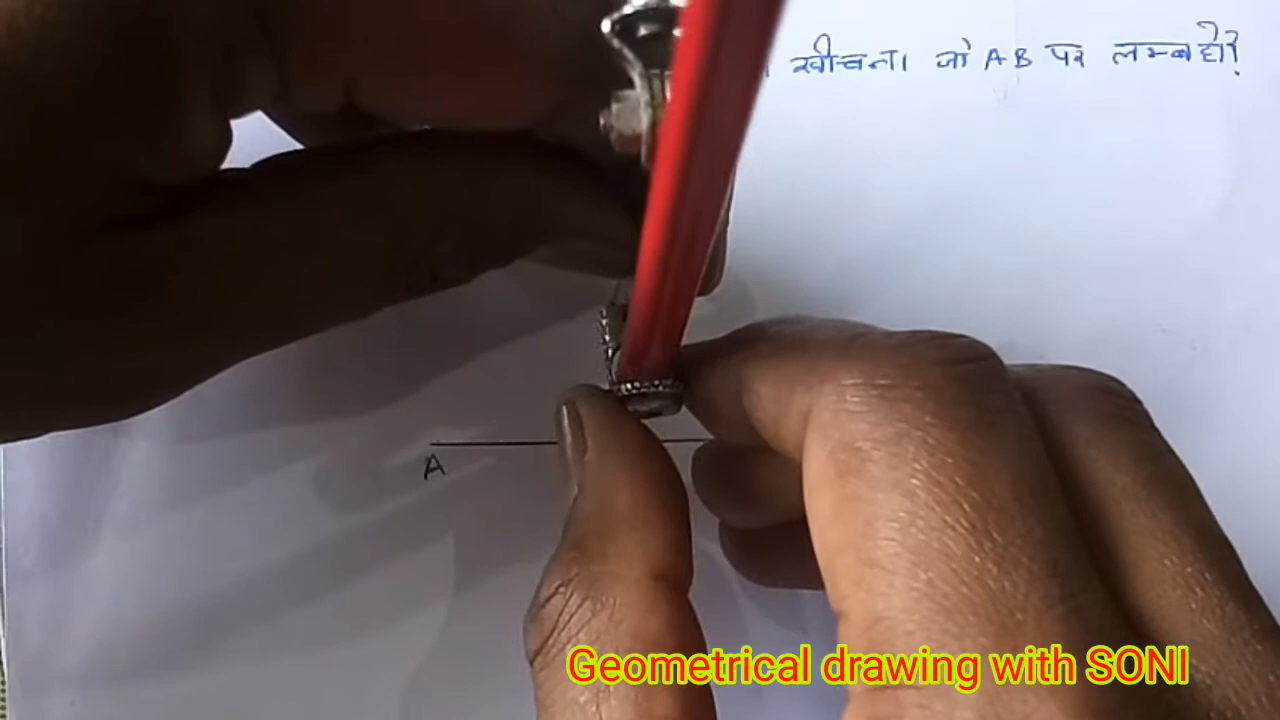 खीचना जो AB पर लम्ब हो?
A
Geometrical drawing with SONI